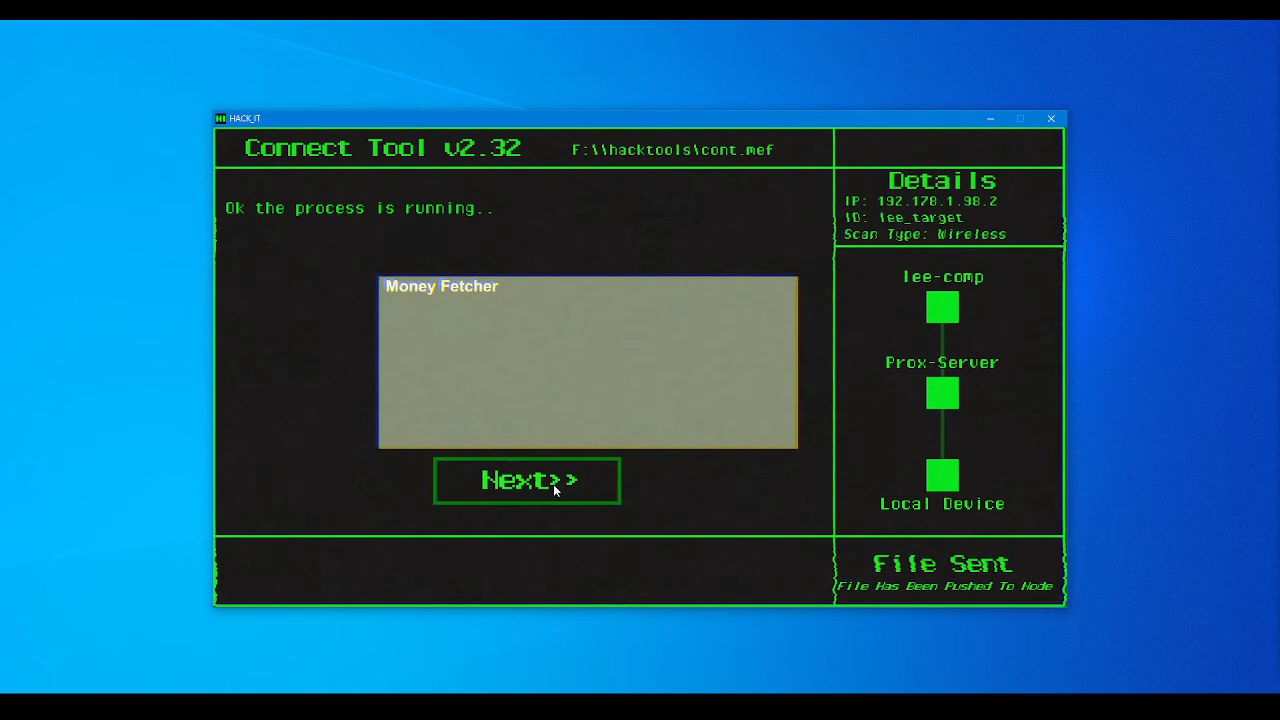 HACK_IT
Connect Tool v2.32
F:\\hacktools\cont.mef
Ok the process is running..
Money Fetcher
Next>>
Details
IP: 192.178.1.98.2
ID: lee_target
Scan Type: Wireless
lee-comp
Prox-Server
Local Device
File Sent
File Has Been Pushed To Node